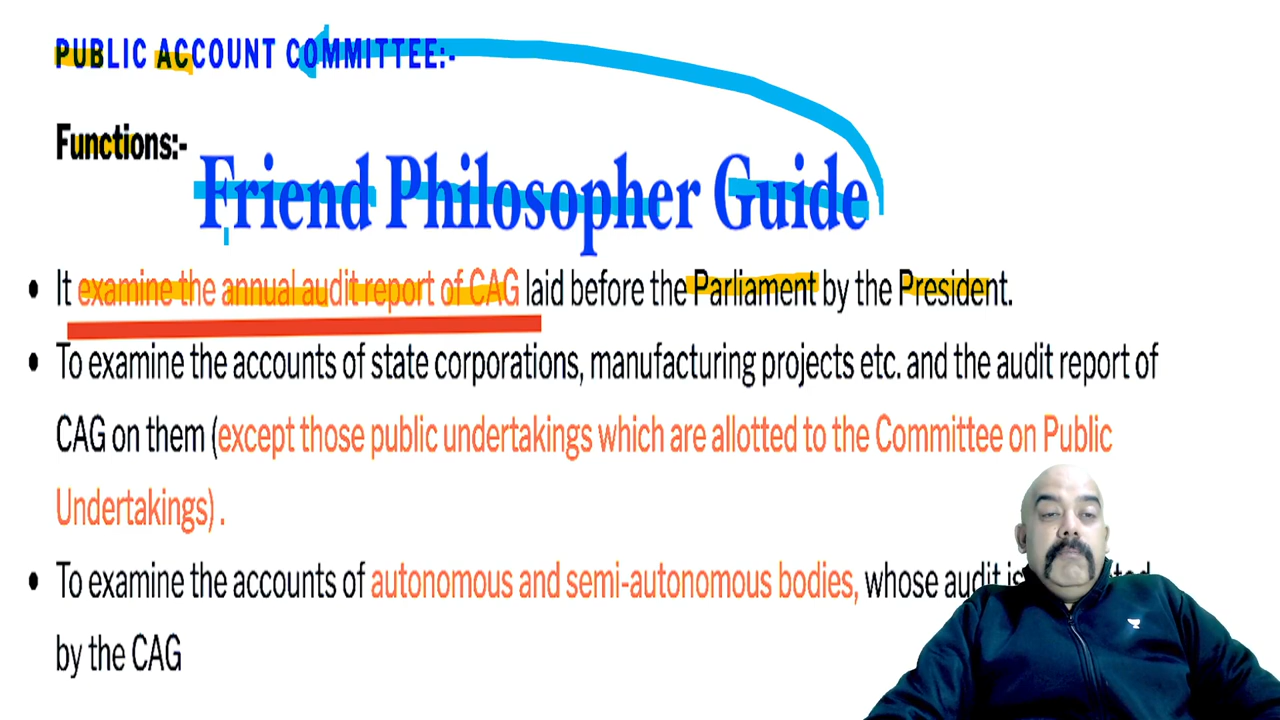 PUBLIC ACCOUNT COMMITTEE:-
Functions:-
Friend Philosopher Guide
• It examine the annual audit report of CAG laid before the Parliament by the President.
• To examine the accounts of state corporations, manufacturing projects etc. and the audit report of
CAG on them (except those public undertakings which are allotted to the Committee on Public
Undertakings) .
• To examine the accounts of autonomous and semi-autonomous bodies, whose audit is
by the CAG